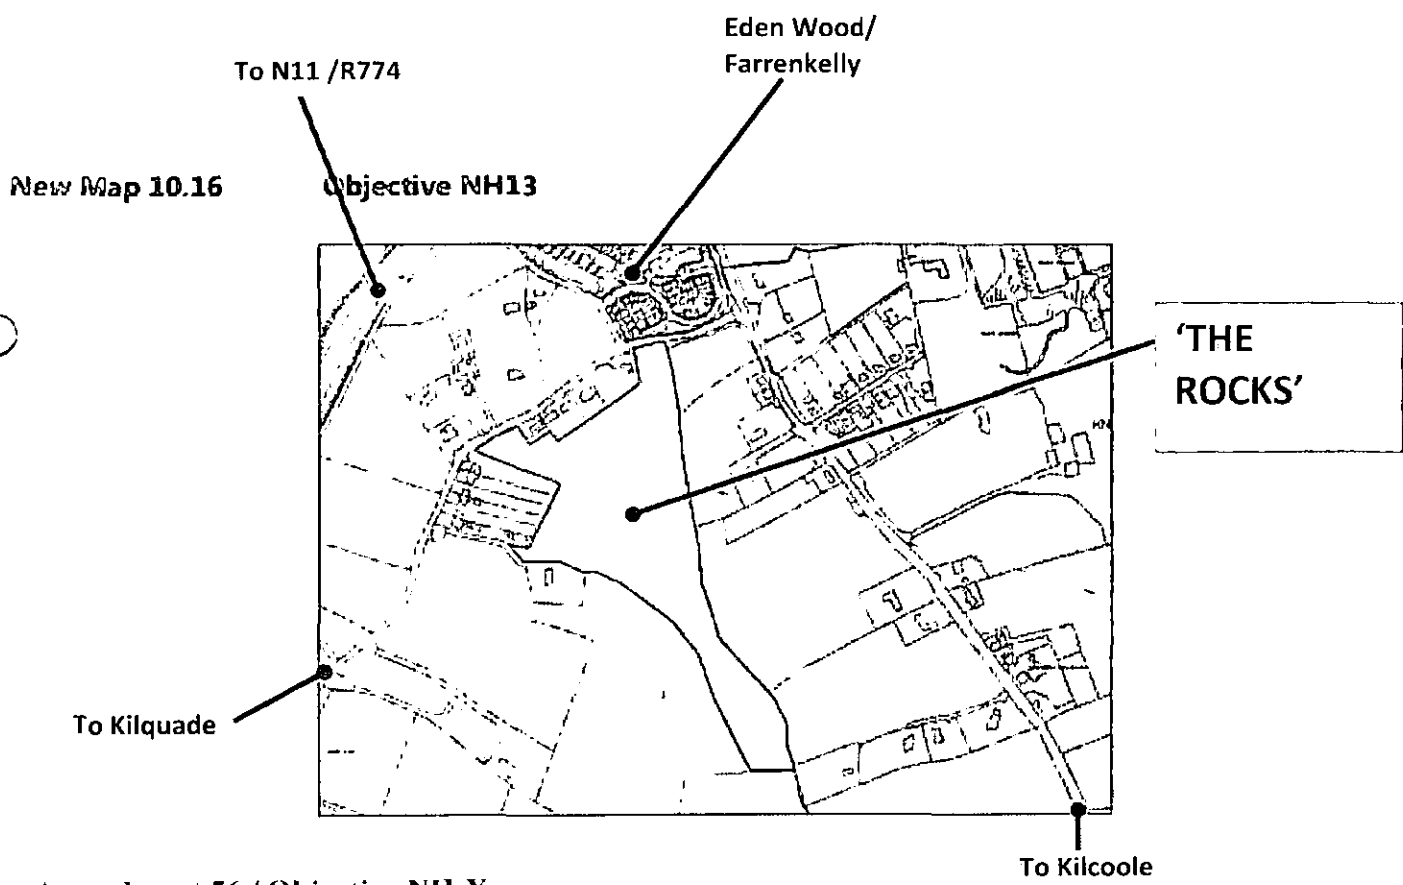 Eden Wood/
Farrenkelly
To N11 /R774
New Map 10.16 Objective NH13
'THE
ROCKS'
To Kilquade
To Kilcoole